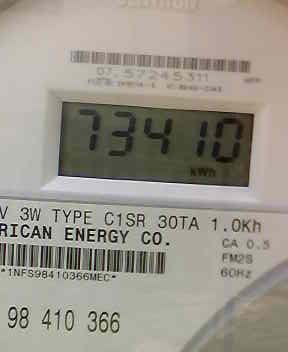 07.57245311
73410
kWh
V 3W TYPE C1SR 30TA 1.0Kh
RICAN ENERGY CO.
CA 0.5
FM2S
60Hz
*1NFS98410366MEC*
98 410 366